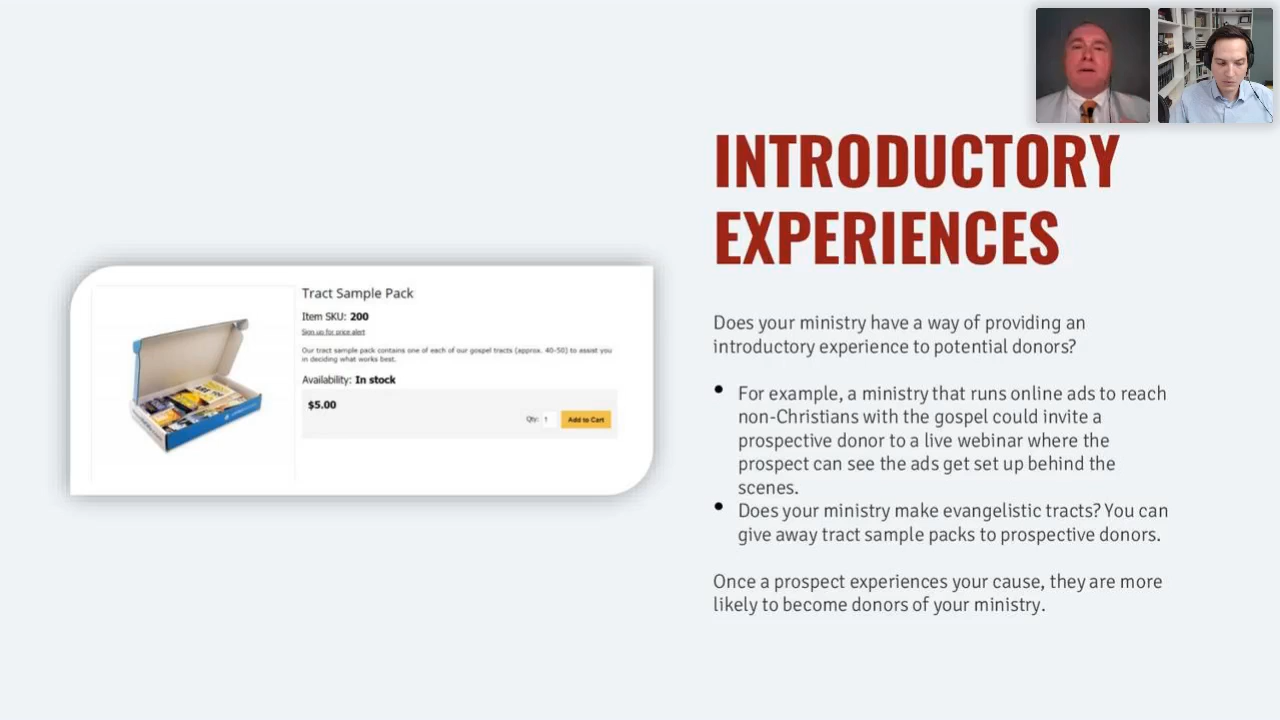 INTRODUCTORY
EXPERIENCES
Tract Sample Pack
Item SKU: 200
Sign up for price alert
Our tract sample pack contains one of each of our gospel tracts (approx. 40-50) to assist you
in deciding what works best.
Availability: In stock
$5.00
Qty: 1 Add to Cart
Does your ministry have a way of providing an
introductory experience to potential donors?
• For example, a ministry that runs online ads to reach
non-Christians with the gospel could invite a
prospective donor to a live webinar where the
prospect can see the ads get set up behind the
scenes.
• Does your ministry make evangelistic tracts? You can
give away tract sample packs to prospective donors.
Once a prospect experiences your cause, they are more
likely to become donors of your ministry.